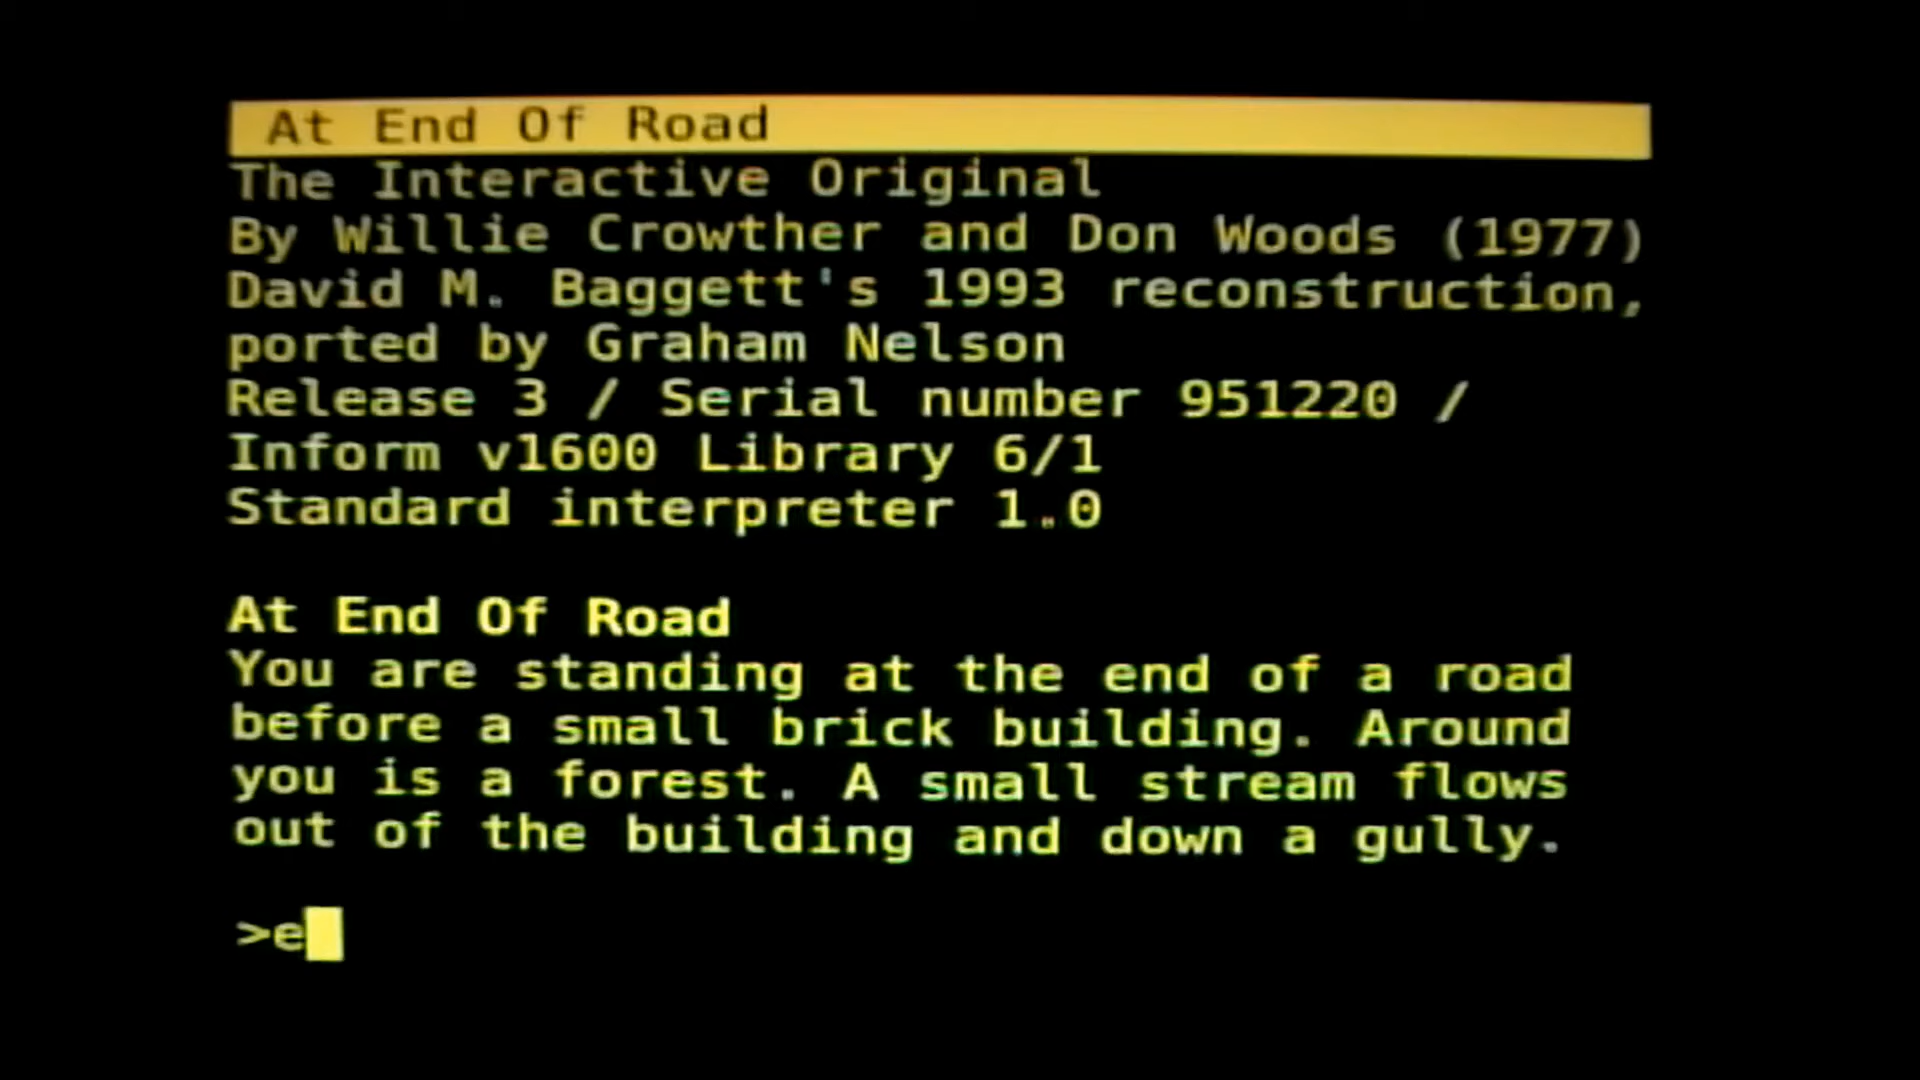 At End Of Road
The Interactive Original
By Willie Crowther and Don Woods (1977)
David M. Baggett's 1993 reconstruction,
ported by Graham Nelson
Release 3 / Serial number 951220 /
Inform v1600 Library 6/1
Standard interpreter 1.0
At End Of Road
You are standing at the end of a road
before a small brick building. Around
you is a forest. A small stream flows
out of the building and down a gully.
>e